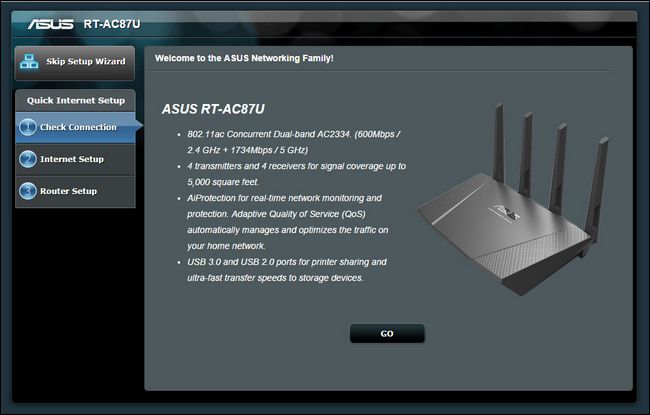 ASUS RT-AC87U
Skip Setup Wizard
Quick Internet Setup
1 Check Connection
2 Internet Setup
3 Router Setup
Welcome to the ASUS Networking Family!
ASUS RT-AC87U
• 802.11ac Concurrent Dual-band AC2334. (600Mbps /
2.4 GHz + 1734Mbps / 5 GHz)
• 4 transmitters and 4 receivers for signal coverage up to
5,000 square feet.
• AiProtection for real-time network monitoring and
protection. Adaptive Quality of Service (QoS)
automatically manages and optimizes the traffic on
your home network.
• USB 3.0 and USB 2.0 ports for printer sharing and
ultra-fast transfer speeds to storage devices.
ASUS
GO